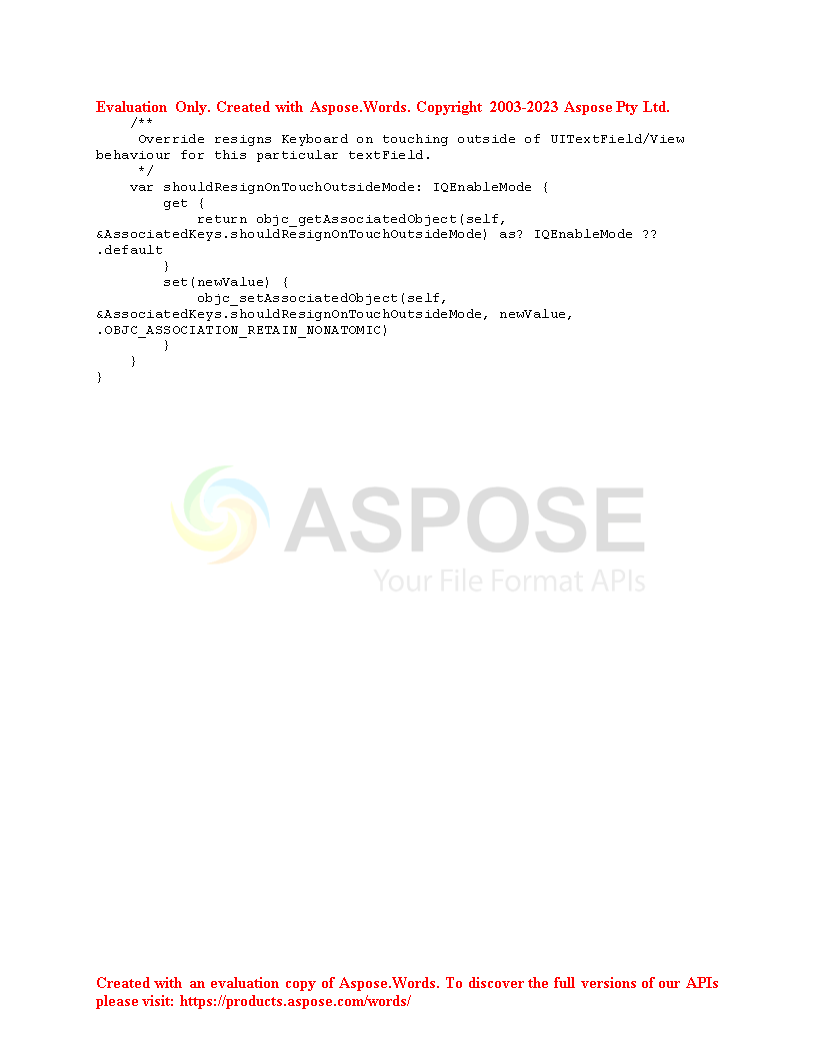 Evaluation Only. Created with Aspose.Words. Copyright 2003-2023 Aspose Pty Ltd.
    /**
     Override resigns Keyboard on touching outside of UITextField/View
behaviour for this particular textField.
     */
    var shouldResignOnTouchOutsideMode: IQEnableMode {
        get {
            return objc_getAssociatedObject(self,
&AssociatedKeys.shouldResignOnTouchOutsideMode) as? IQEnableMode ??
.default
        }
        set(newValue) {
            objc_setAssociatedObject(self,
&AssociatedKeys.shouldResignOnTouchOutsideMode, newValue,
.OBJC_ASSOCIATION_RETAIN_NONATOMIC)
        }
    }
}
ASPOSE
Your File Format APIs
Created with an evaluation copy of Aspose.Words. To discover the full versions of our APIs
please visit: https://products.aspose.com/words/